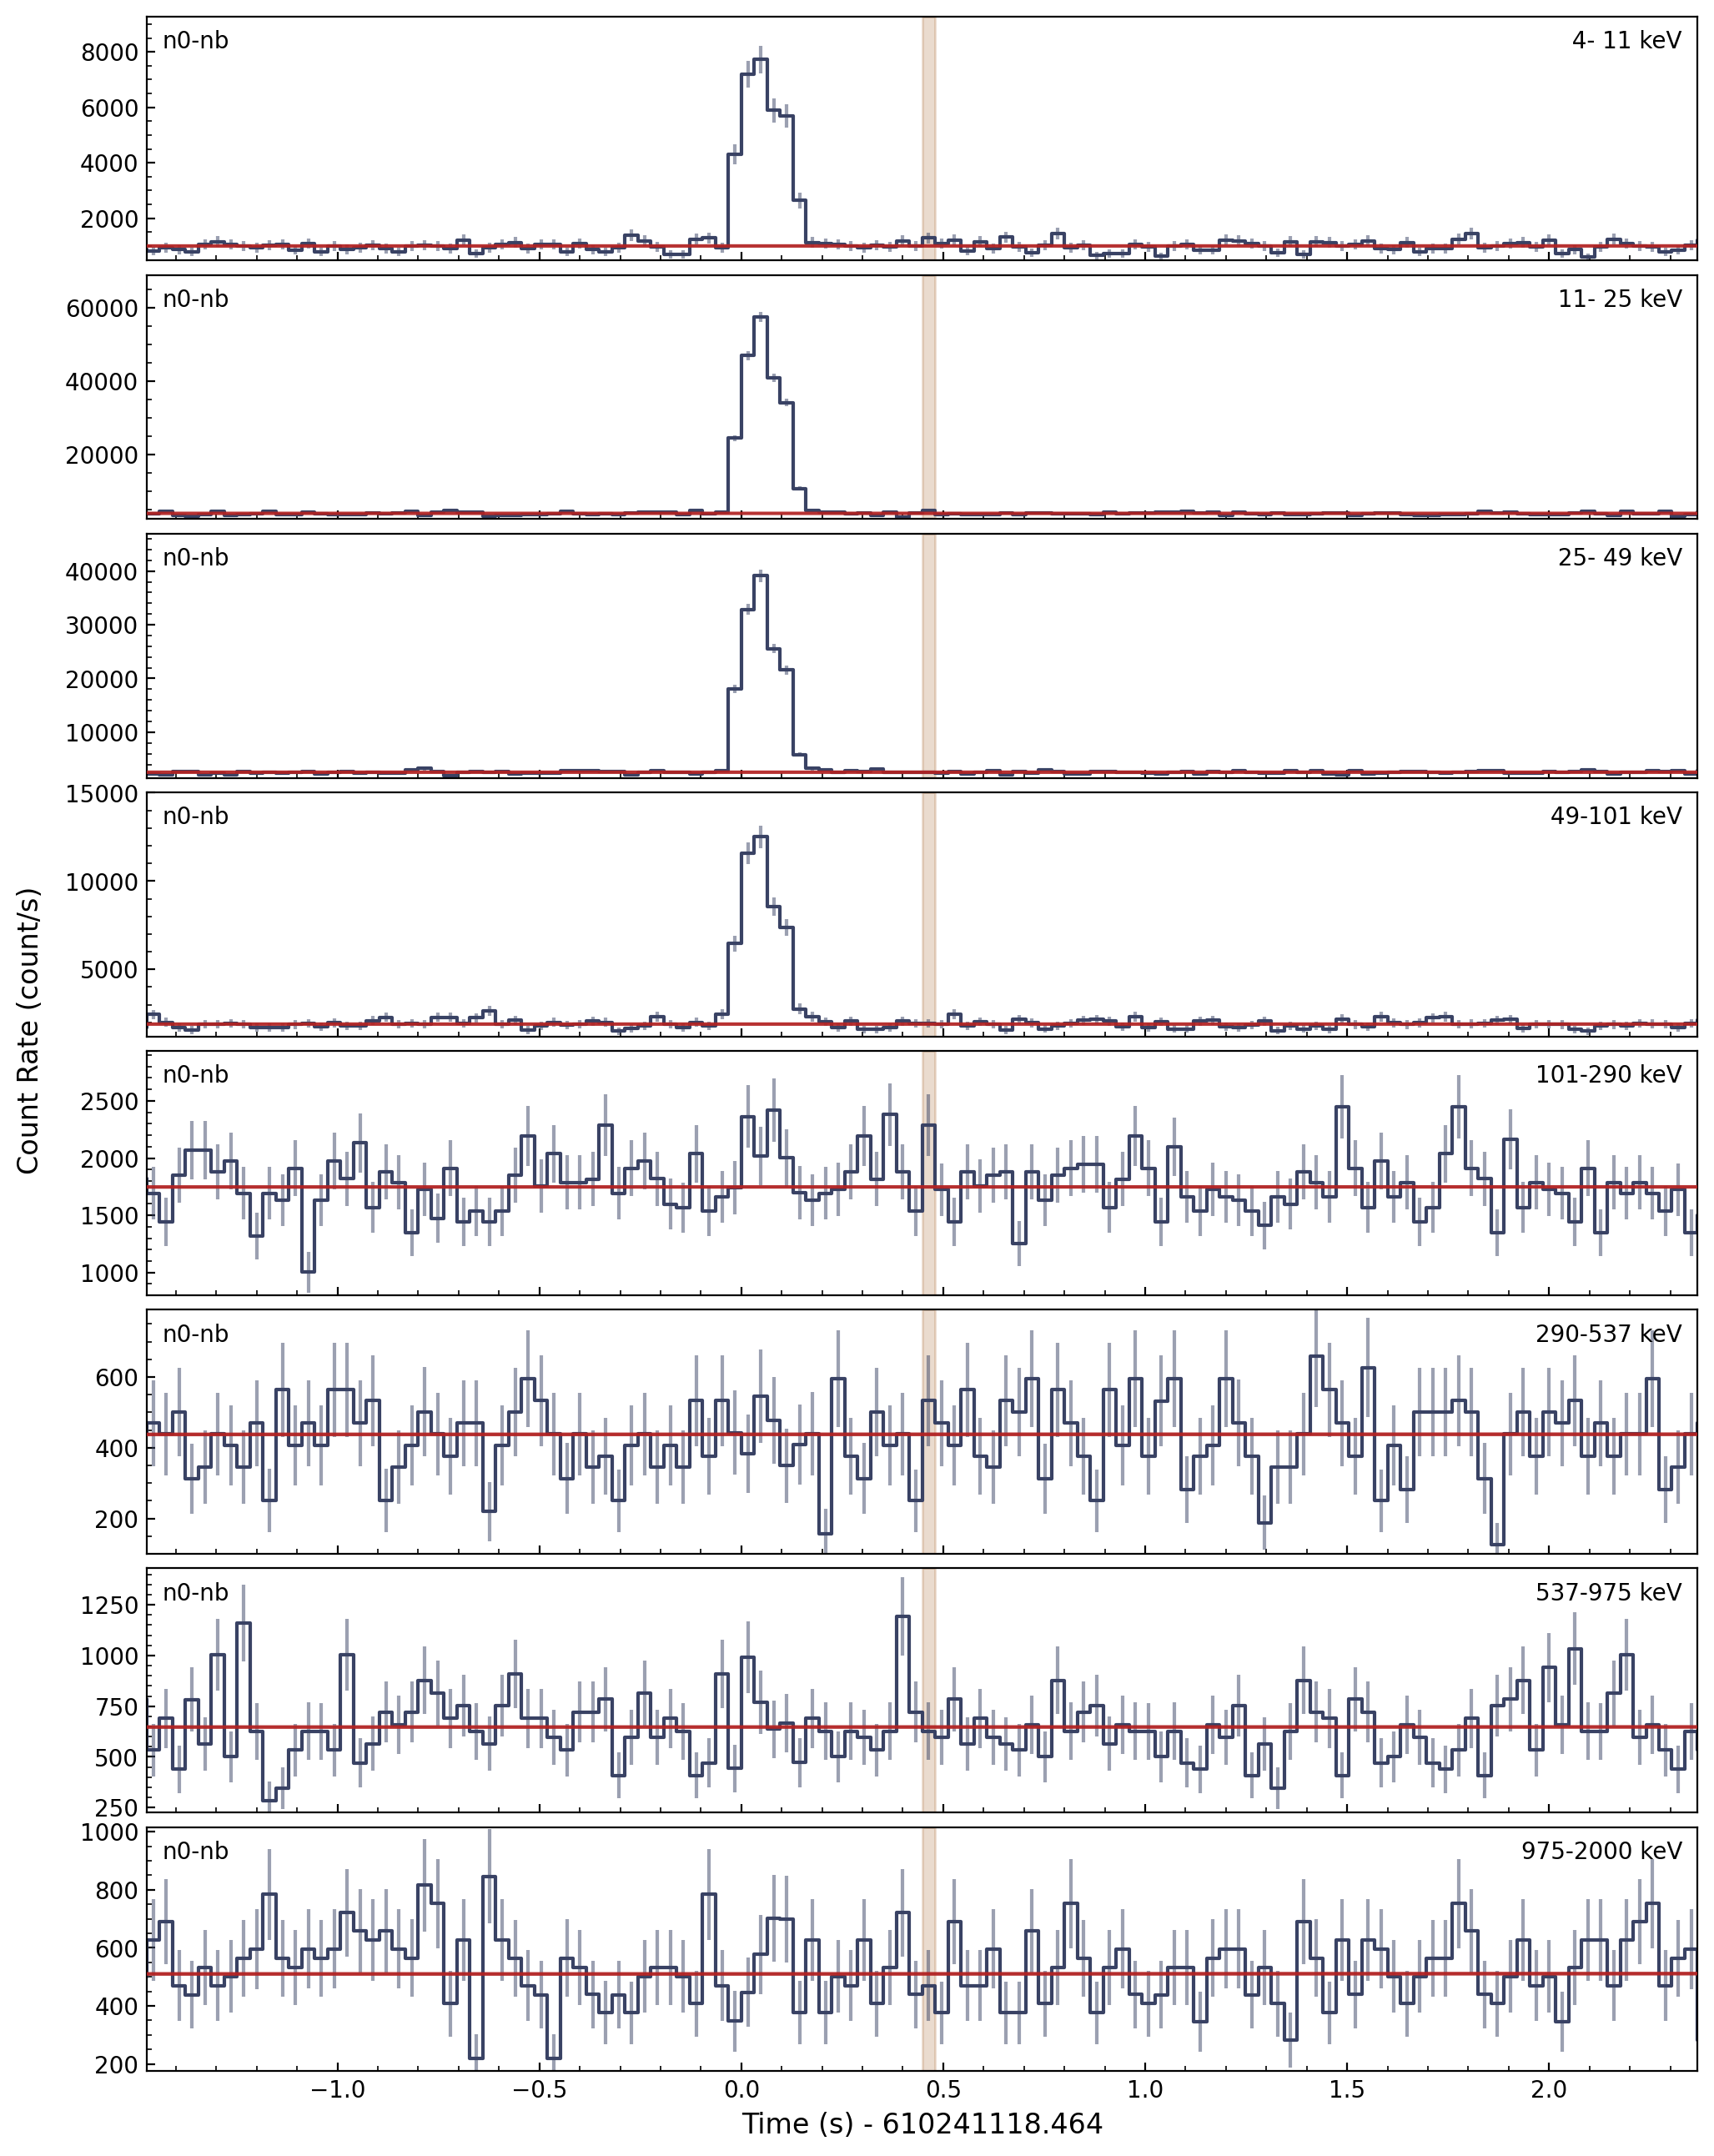 n0-nb 4- 11 keV
8000
6000
4000
2000
n0-nb 11- 25 keV
60000
40000
20000
n0-nb 25- 49 keV
40000
30000
20000
10000
n0-nb 49-101 keV
15000
10000
5000
Count Rate (count/s)
n0-nb 101-290 keV
2500
2000
1500
1000
n0-nb 290-537 keV
600
400
200
n0-nb 537-975 keV
1250
1000
750
500
250
n0-nb 975-2000 keV
1000
800
600
400
200
−1.0 −0.5 0.0 0.5 1.0 1.5 2.0
Time (s) - 610241118.464